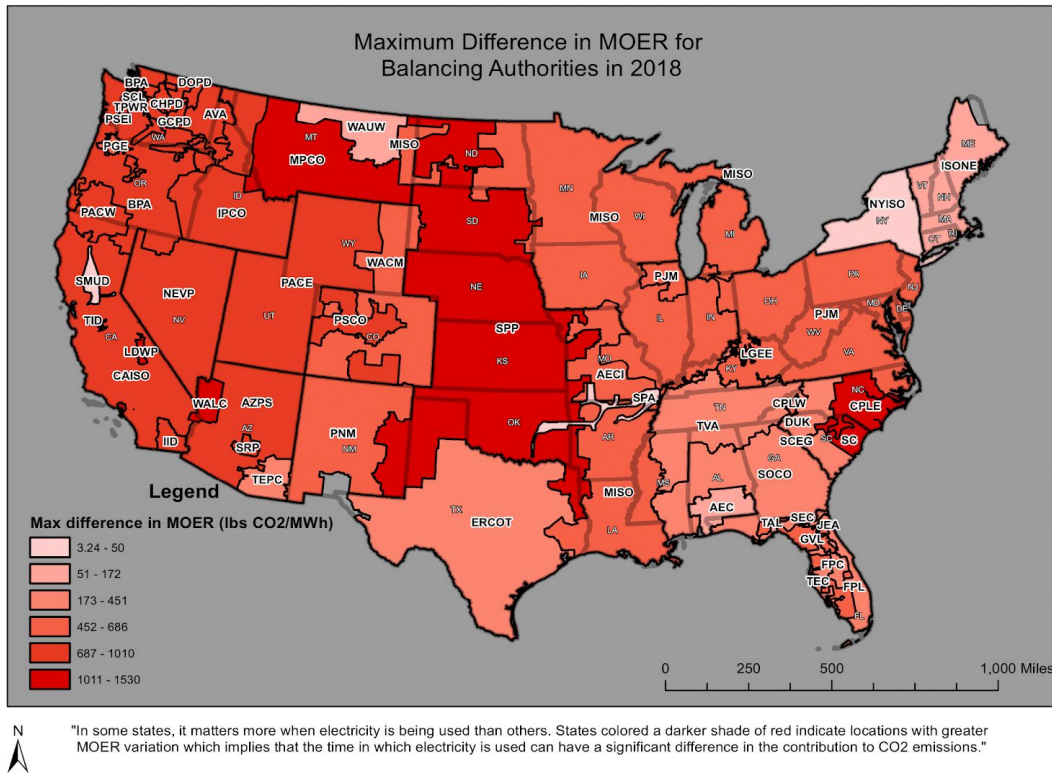 Maximum Difference in MOER for
Balancing Authorities in 2018
BPA
DOPD
SCL
CHPD
TPWR
PSEI
GCPD
AVA
WA
PGE
OR
BPA
PACW
ID
IPCO
MT
WAUW
MPCO
MISO
ND
MN
MISO
WI
MISO
MI
SD
WY
WACM
PACE
NE
IA
SMUD
NEVP
NV
UT
TID
CA
LDWP
CAISO
PSCO
CO
SPP
KS
PJM
IL
IN
OH
PA
NJ
MD
DE
PJM
WV
VA
LGEE
KY
ME
ISONE
VT
NH
NYISO
NY
MA
CT
RI
MO
AECI
SPA
WALC
AZPS
AZ
IID
SRP
TEPC
PNM
NM
OK
AR
TN
TVA
CPLW
DUK
NC
CPLE
SC
SC
SCEG
GA
SOCO
MS
AL
AEC
MISO
LA
TX
ERCOT
TAL
SEC
JEA
GVL
FPC
TEC
FPL
FL
Legend
Max difference in MOER (lbs CO2/MWh)
3.24 - 50
51 - 172
173 - 451
452 - 686
687 - 1010
1011 - 1530
0 250 500 1,000 Miles
N
"In some states, it matters more when electricity is being used than others. States colored a darker shade of red indicate locations with greater
MOER variation which implies that the time in which electricity is used can have a significant difference in the contribution to CO2 emissions."